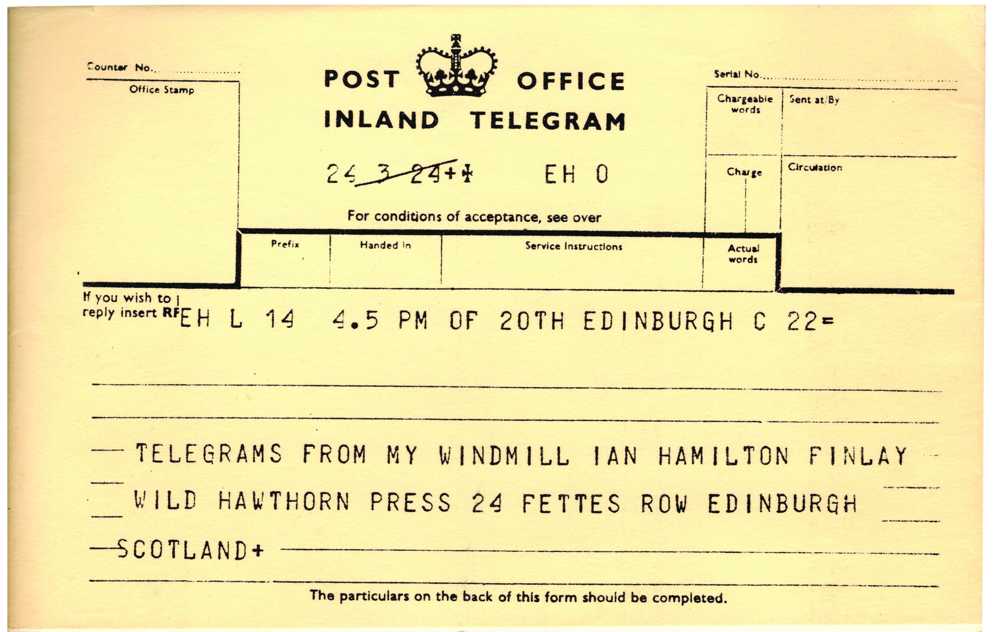 Counter No.
Office Stamp
POST OFFICE
INLAND TELEGRAM
Serial No.
Chargeable words
Sent at/By
24 3 24++ EH O
Charge
Circulation
For conditions of acceptance, see over
Prefix
Handed in
Service Instructions
Actual words
If you wish to
reply insert RP
EH L 14 4.5 PM OF 20TH EDINBURGH C 22=
TELEGRAMS FROM MY WINDMILL IAN HAMILTON FINLAY
WILD HAWTHORN PRESS 24 FETTES ROW EDINBURGH
SCOTLAND+
The particulars on the back of this form should be completed.